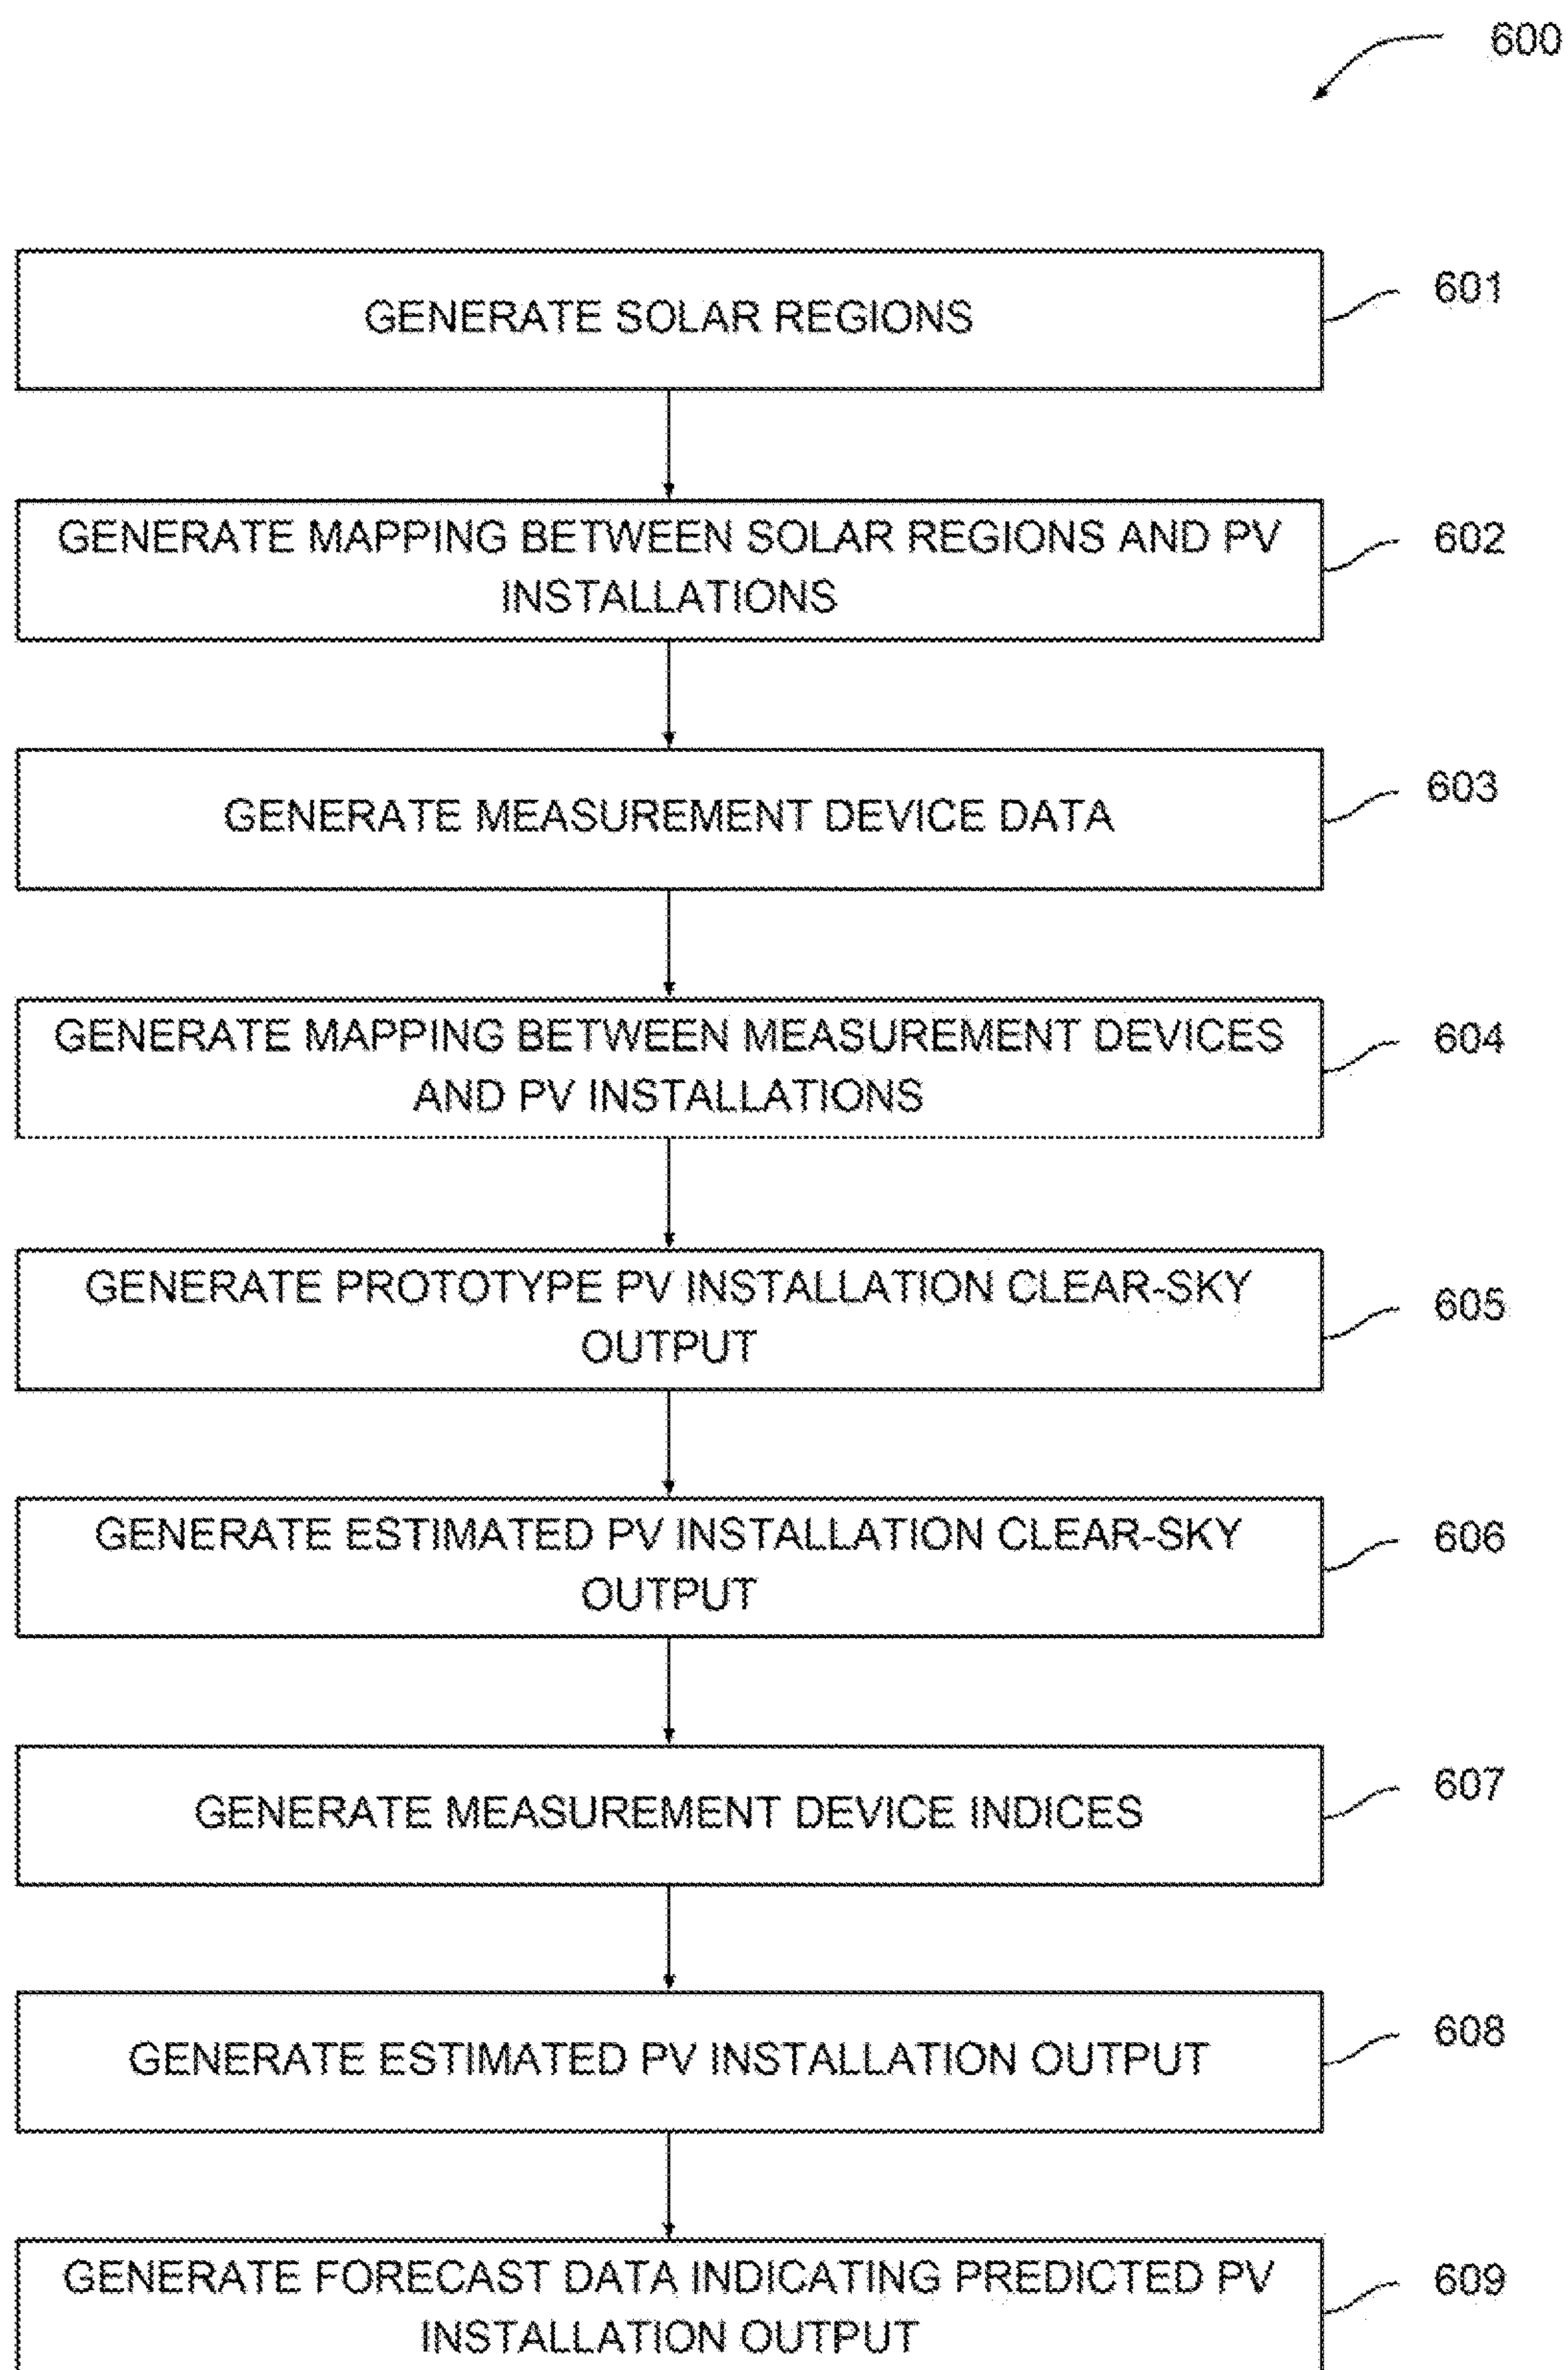 600
GENERATE SOLAR REGIONS
601
GENERATE MAPPING BETWEEN SOLAR REGIONS AND PV
INSTALLATIONS
602
GENERATE MEASUREMENT DEVICE DATA
603
GENERATE MAPPING BETWEEN MEASUREMENT DEVICES
AND PV INSTALLATIONS
604
GENERATE PROTOTYPE PV INSTALLATION CLEAR-SKY
OUTPUT
605
GENERATE ESTIMATED PV INSTALLATION CLEAR-SKY
OUTPUT
606
GENERATE MEASUREMENT DEVICE INDICES
607
GENERATE ESTIMATED PV INSTALLATION OUTPUT
608
GENERATE FORECAST DATA INDICATING PREDICTED PV
INSTALLATION OUTPUT
609